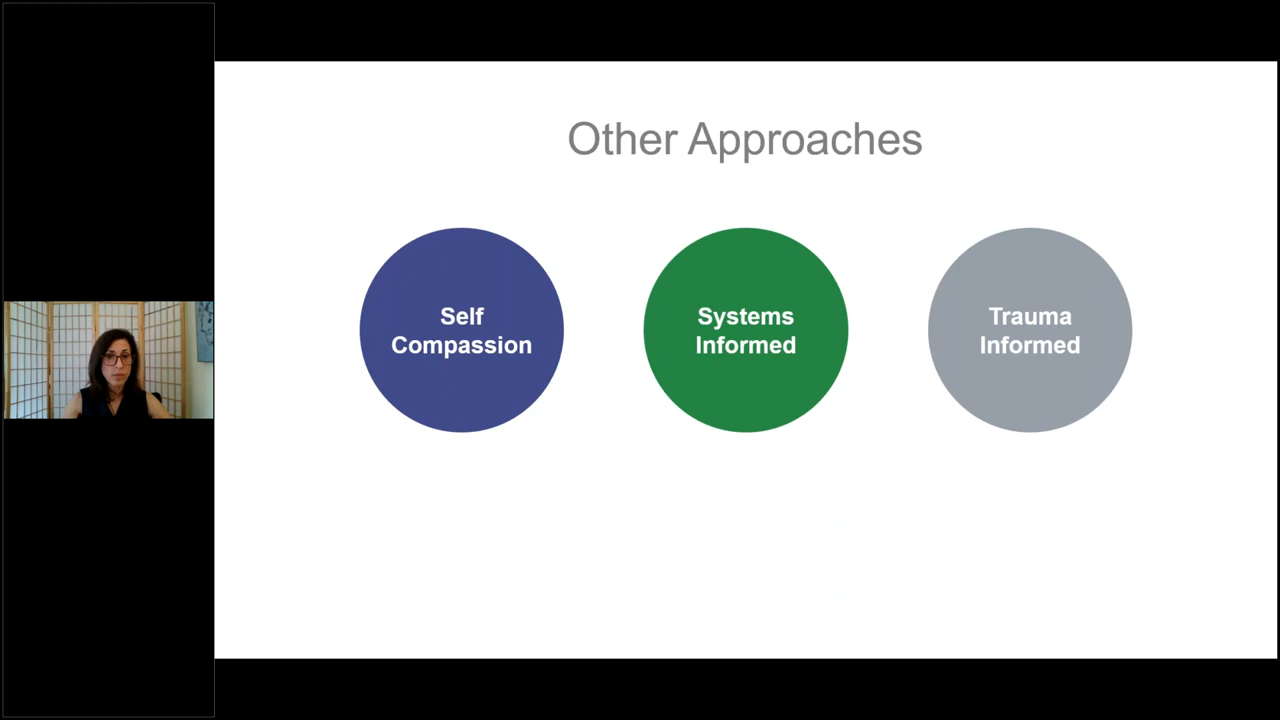 Other Approaches
Self
Compassion
Systems
Informed
Trauma
Informed